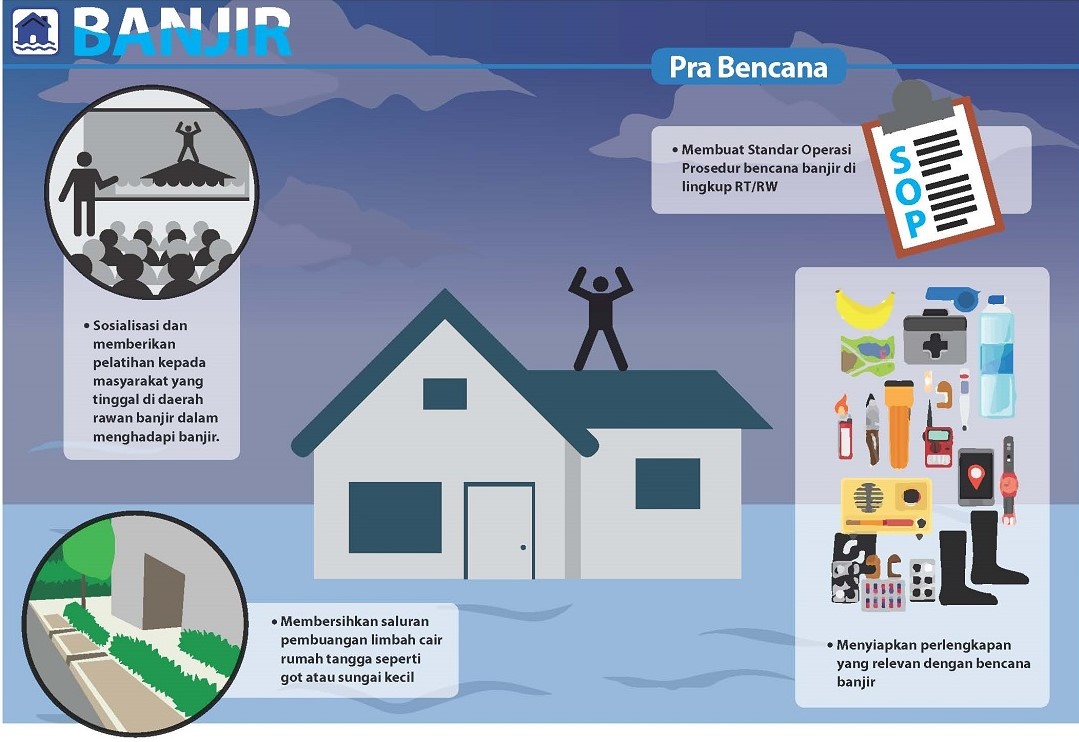 BANJIR
Pra Bencana
• Membuat Standar Operasi
Prosedur bencana banjir di
lingkup RT/RW
SOP
• Sosialisasi dan
memberikan
pelatihan kepada
masyarakat yang
tinggal di daerah
rawan banjir dalam
menghadapi banjir.
• Membersihkan saluran
pembuangan limbah cair
rumah tangga seperti
got atau sungai kecil
• Menyiapkan perlengkapan
yang relevan dengan bencana
banjir